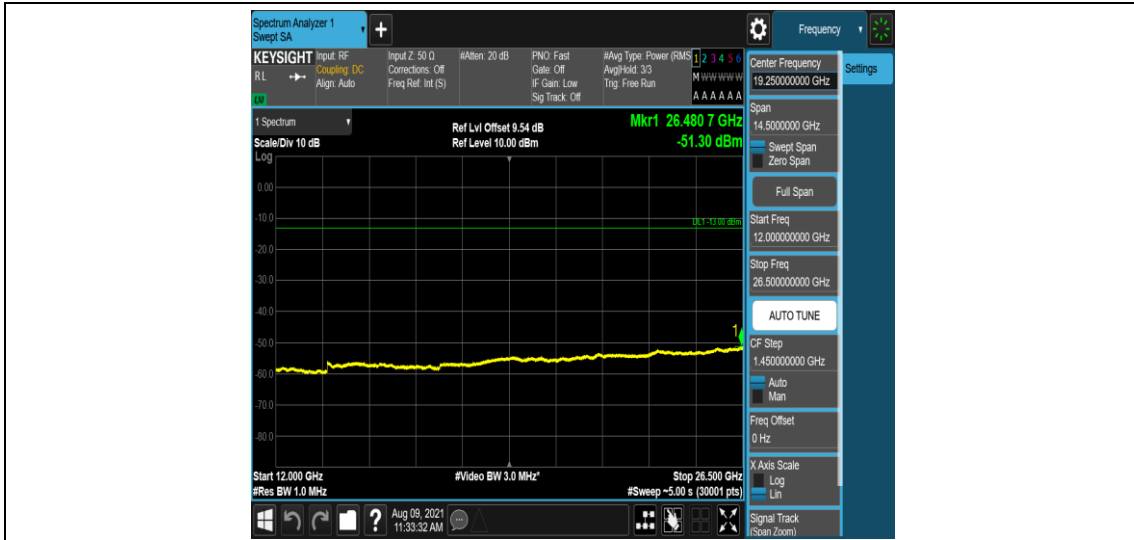 Spectrum Analyzer 1
Swept SA
+
Frequency
KEYSIGHT
RL
Input: RF
Coupling: DC
Align: Auto
Input Z: 50 Ω
Corrections: Off
Freq Ref: Int (S)
#Atten: 20 dB
PNO: Fast
Gate: Off
IF Gain: Low
Sig Track: Off
#Avg Type: Power (RMS
Avg|Hold: 3/3
Trig: Free Run
1 2 3 4 5 6
M W W W W W
A A A A A A
1 Spectrum
Scale/Div 10 dB
Log
Ref Lvl Offset 9.54 dB
Ref Level 10.00 dBm
Mkr1 26.480 7 GHz
-51.30 dBm
0.00
-10.0
DL1 -13.00 dBm
-20.0
-30.0
-40.0
1
-50.0
-60.0
-70.0
-80.0
Start 12.000 GHz
#Res BW 1.0 MHz
#Video BW 3.0 MHz*
Stop 26.500 GHz
#Sweep ~5.00 s (30001 pts)
?
Aug 09, 2021
11:33:32 AM
Center Frequency
19.250000000 GHz
Settings
Span
14.5000000 GHz
Swept Span
Zero Span
Full Span
Start Freq
12.000000000 GHz
Stop Freq
26.500000000 GHz
AUTO TUNE
CF Step
1.450000000 GHz
Auto
Man
Freq Offset
0 Hz
X Axis Scale
Log
Lin
Signal Track
(Span Zoom)